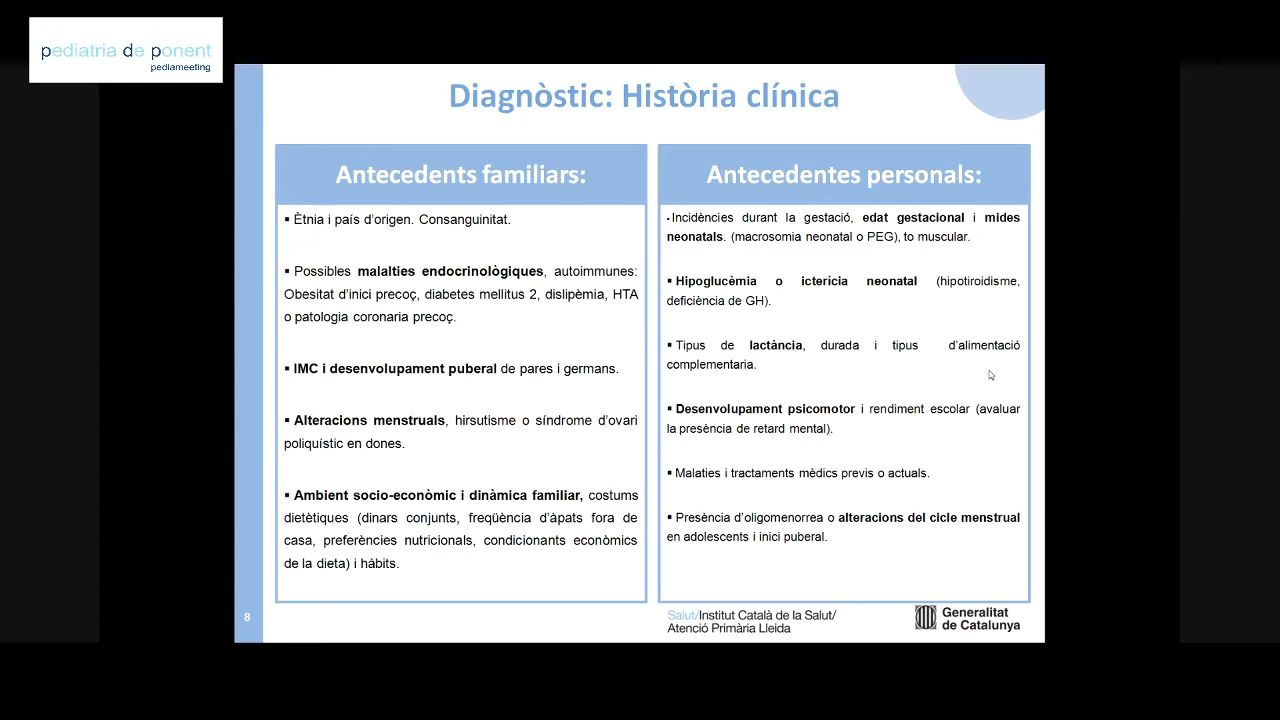 pediatria de ponent
pediameeting
Diagnòstic: Història clínica
Antecedents familiars:
▪ Ètnia i país d'origen. Consanguinitat.
▪ Possibles malalties endocrinològiques, autoimmunes:
Obesitat d'inici precoç, diabetes mellitus 2, dislipèmia, HTA
o patologia coronaria precoç.
▪ IMC i desenvolupament puberal de pares i germans.
▪ Alteracions menstruals, hirsutisme o síndrome d'ovari
poliquístic en dones.
▪ Ambient socio-econòmic i dinàmica familiar, costums
dietètiques (dinars conjunts, freqüència d'àpats fora de
casa, preferències nutricionals, condicionants econòmics
de la dieta) i hàbits.
Antecedentes personals:
▪ Incidències durant la gestació, edat gestacional i mides
neonatals. (macrosomia neonatal o PEG), to muscular.
▪ Hipoglucèmia o icterícia neonatal (hipotiroidisme,
deficiència de GH).
▪ Tipus de lactància, durada i tipus d'alimentació
complementaria.
▪ Desenvolupament psicomotor i rendiment escolar (avaluar
la presència de retard mental).
▪ Malaties i tractaments mèdics previs o actuals.
▪ Presència d'oligomenorrea o alteracions del cicle menstrual
en adolescents i inici puberal.
8
Salut/Institut Català de la Salut/
Atenció Primària Lleida
Generalitat
de Catalunya